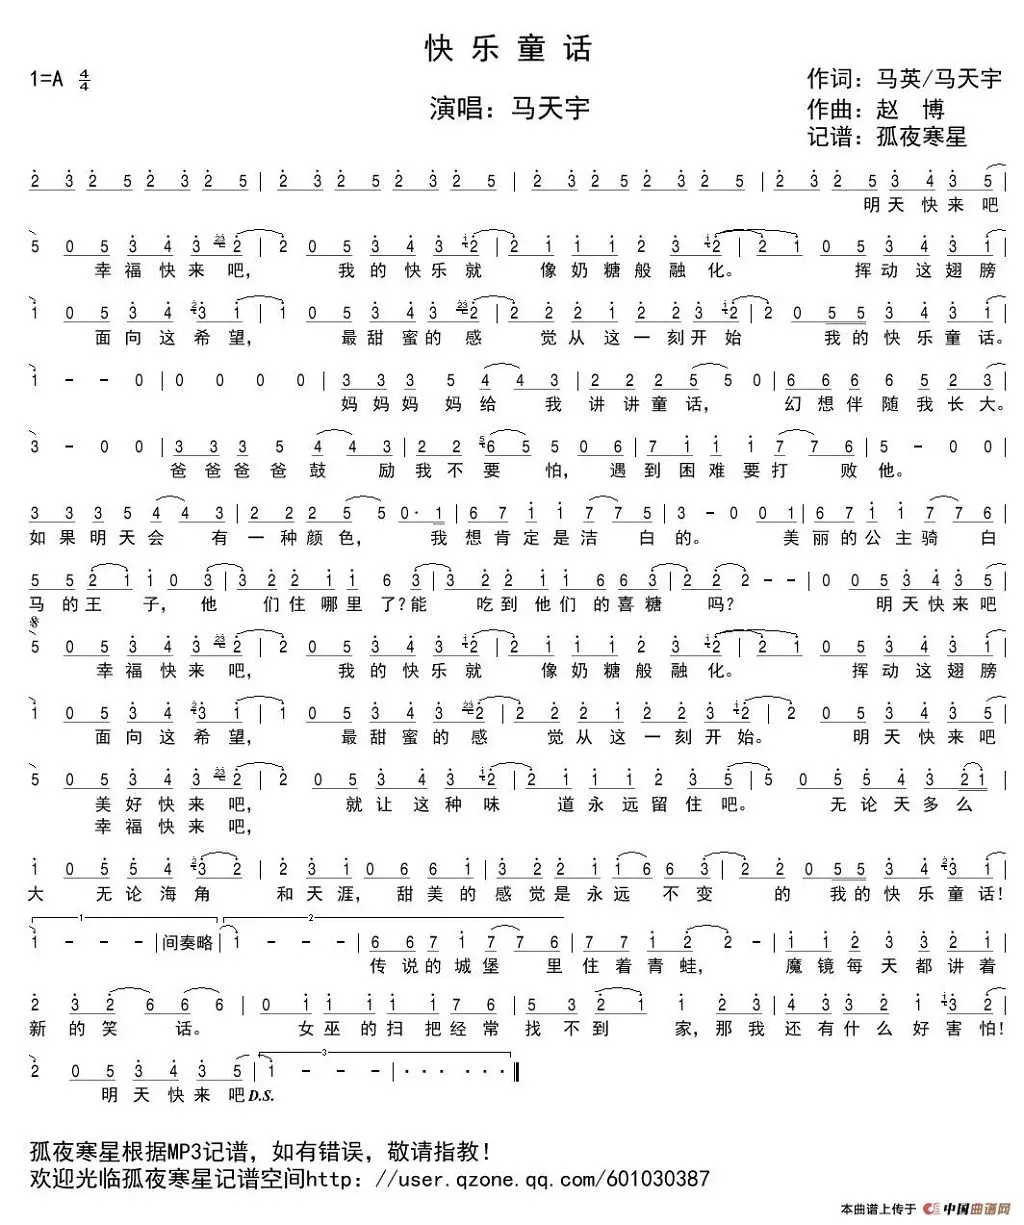 快乐童话
1=A 4/4
作词：马英/马天宇
演唱：马天宇
作曲：赵 博
记谱：孤夜寒星
2 3 2 5 2 3 2 5 | 2 3 2 5 2 3 2 5 | 2 3 2 5 2 3 2 5 | 2 3 2 5 3 4 3 5 |
明天 快来吧
5 0 5 3 4 3 2 | 2 0 5 3 4 3 2 | 2 1 1 1 2 3 2 | 2 1 0 5 3 4 3 1 |
幸福快来吧， 我的快乐就 像奶糖般融化。 挥动这翅膀
1 0 5 3 4 3 1 | 1 0 5 3 4 3 2 | 2 2 2 1 2 2 3 2 | 2 0 5 5 3 4 3 1 |
面向这希望， 最甜蜜的感 觉从这一刻开始 我的快乐童话。
1 - - 0 | 0 0 0 0 | 3 3 3 5 4 4 3 | 2 2 2 5 5 5 0 | 6 6 6 6 5 2 3 |
妈妈妈妈给 我 讲讲童话， 幻想伴随我长大。
3 - 0 0 | 3 3 3 5 4 4 3 | 2 2 6 5 5 0 6 | 7 1 1 1 7 7 6 | 5 - 0 0 |
爸爸爸爸鼓 励我不要 怕，遇到困难要打 败他。
3 3 3 5 4 4 3 | 2 2 2 5 5 5 0· 1 | 6 7 1 1 7 7 5 | 3 - 0 0 1 | 6 7 1 1 7 7 6 |
如果明天会 有一种颜色， 我想肯定是洁 白的。 美丽的公主骑 白
5 5 2 1 1 0 3 | 3 2 2 1 1 6 3 | 3 2 2 1 1 6 6 3 | 2 2 2 - - | 0 0 5 3 4 3 5 |
马的王 子，他 们住哪里了?能 吃到他们的喜糖 吗? 明天快来吧
5 0 5 3 4 3 2 | 2 0 5 3 4 3 2 | 2 1 1 1 2 3 2 | 2 1 0 5 3 4 3 1 |
幸福快来吧， 我的快乐就 像奶糖般融化。 挥动这翅膀
1 0 5 3 4 3 1 | 1 0 5 3 4 3 2 | 2 2 2 1 2 2 3 2 | 2 0 5 3 4 3 5 |
面向这希望， 最甜蜜的感 觉从这一刻开始。 明天快来吧
5 0 5 3 4 3 2 | 2 0 5 3 4 3 2 | 2 1 1 1 2 3 5 | 5 0 5 5 4 3 2 1 |
美好快来吧， 就让这种味 道永远留住吧。 无论天多么
幸福快来吧，
1 0 5 5 5 4 3 2 | 2 3 1 0 6 6 1 | 3 2 2 1 1 6 6 3 | 2 2 0 5 5 3 4 3 1 |
大 无论海角 和天涯， 甜美的感觉是永远 不变 的 我的快乐童话!
1 - - - |间奏略| 1 - - - | 6 6 7 1 7 7 6 | 5 7 7 1 2 2 - | 1 1 3 3 3 2 1 |
传说的城堡 里住着青蛙， 魔镜每天都讲着
2 3 2 6 6 6 | 0 2 1 1 1 7 6 | 5 5 3 2 1 1 2 3 | 4 3 3 2 1 3 2 |
新的笑 话。 女巫的扫把经常找不到 家，那我还有什么好害怕!
2 0 5 3 4 3 5 | 1 - - - | · · · · · · · ‖
明天快来吧D.S.
孤夜寒星根据MP3记谱，如有错误，敬请指教!
欢迎光临孤夜寒星记谱空间http: //user.qzone.qq.com/601030387
本曲谱上传于 中国曲谱网